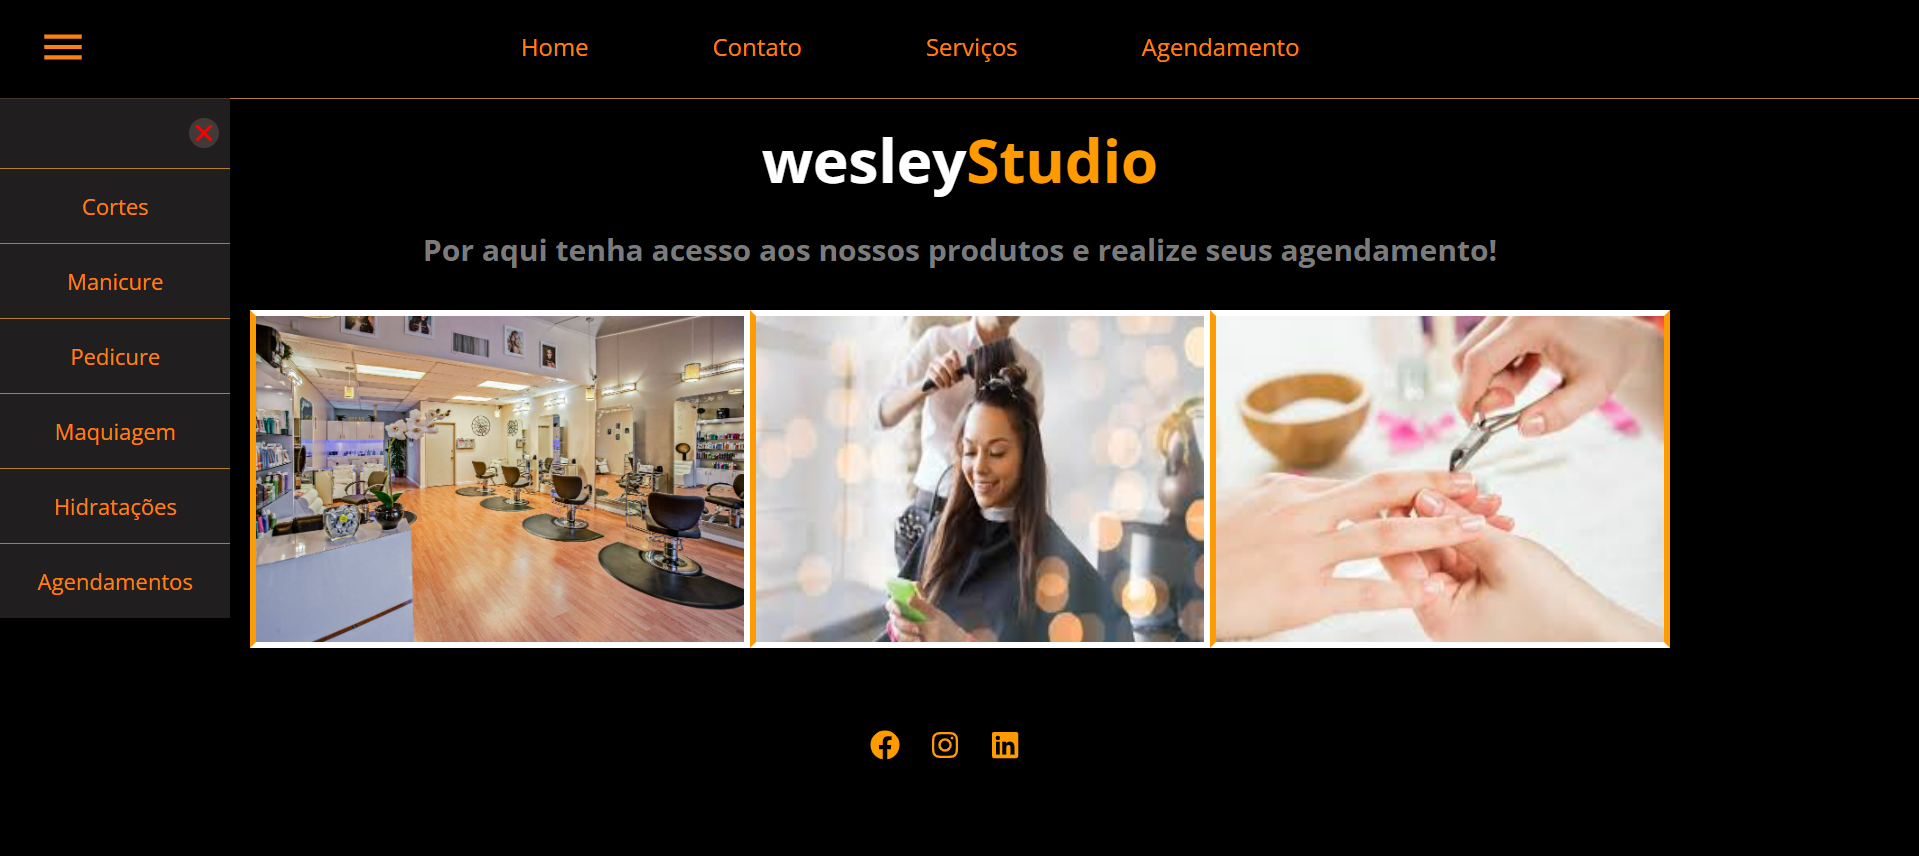 Home Contato Serviços Agendamento
wesleyStudio
Por aqui tenha acesso aos nossos produtos e realize seus agendamento!
Cortes
Manicure
Pedicure
Maquiagem
Hidratações
Agendamentos